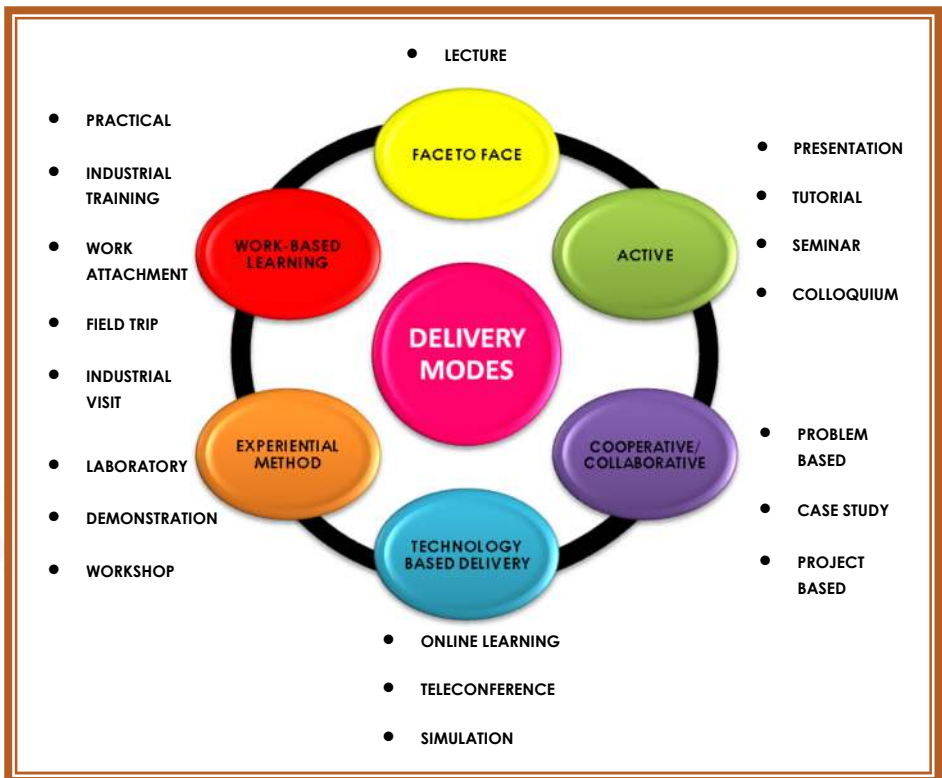 ● LECTURE
FACE TO FACE
● PRACTICAL
● INDUSTRIAL
TRAINING
● WORK
ATTACHMENT
● FIELD TRIP
● INDUSTRIAL
VISIT
WORK-BASED
LEARNING
ACTIVE
● PRESENTATION
● TUTORIAL
● SEMINAR
● COLLOQUIUM
DELIVERY
MODES
EXPERIENTIAL
METHOD
● LABORATORY
● DEMONSTRATION
● WORKSHOP
COOPERATIVE/
COLLABORATIVE
● PROBLEM
BASED
● CASE STUDY
● PROJECT
BASED
TECHNOLOGY
BASED DELIVERY
● ONLINE LEARNING
● TELECONFERENCE
● SIMULATION